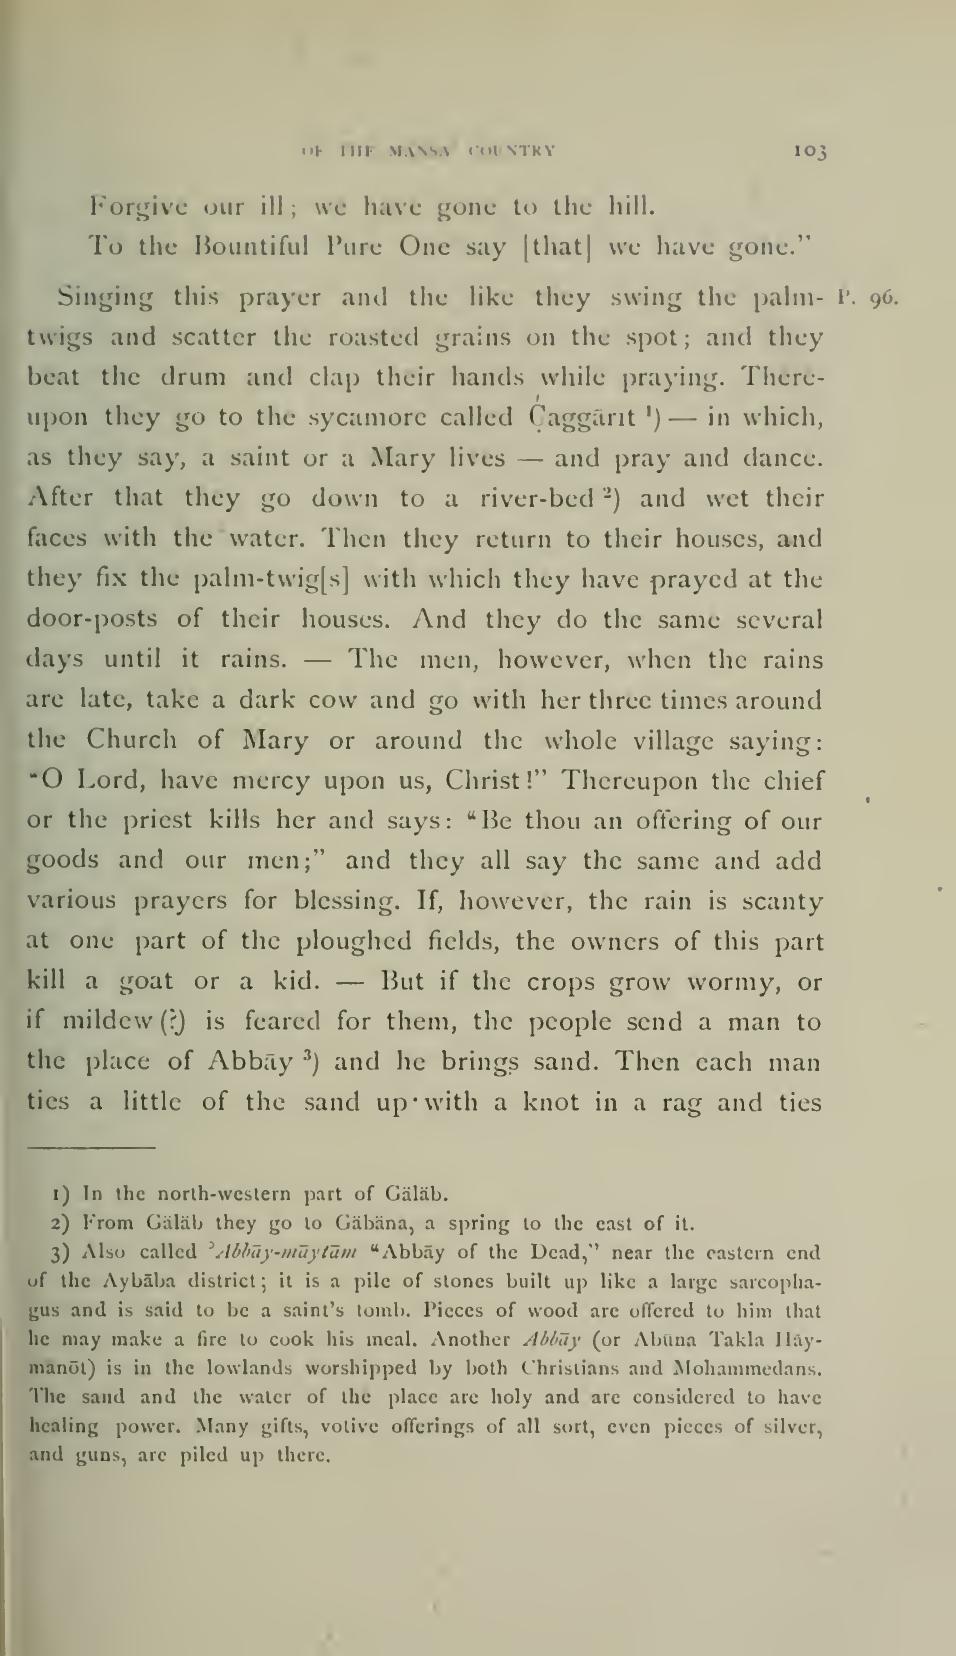 OF THE MANSA COUNTRY 103
Forgive our ill; we have gone to the hill.
To the Bountiful Pure One say [that] we have gone."
Singing this prayer and the like they swing the palm- P. 96.
twigs and scatter the roasted grains on the spot; and they
beat the drum and clap their hands while praying. There-
upon they go to the sycamore called Č̣aggārit ¹) — in which,
as they say, a saint or a Mary lives — and pray and dance.
After that they go down to a river-bed ²) and wet their
faces with the water. Then they return to their houses, and
they fix the palm-twig[s] with which they have prayed at the
door-posts of their houses. And they do the same several
days until it rains. — The men, however, when the rains
are late, take a dark cow and go with her three times around
the Church of Mary or around the whole village saying:
"O Lord, have mercy upon us, Christ!" Thereupon the chief
or the priest kills her and says: "Be thou an offering of our
goods and our men;" and they all say the same and add
various prayers for blessing. If, however, the rain is scanty
at one part of the ploughed fields, the owners of this part
kill a goat or a kid. — But if the crops grow wormy, or
if mildew (?) is feared for them, the people send a man to
the place of Abbāy ³) and he brings sand. Then each man
ties a little of the sand up with a knot in a rag and ties
1) In the north-western part of Gäläb.
2) From Gäläb they go to Gäbäna, a spring to the east of it.
3) Also called ʾAbbāy-māytām "Abbāy of the Dead," near the eastern end
of the Aybāba district; it is a pile of stones built up like a large sarcopha-
gus and is said to be a saint's tomb. Pieces of wood are offered to him that
he may make a fire to cook his meal. Another Abbāy (or Abūna Takla Hāy-
manōt) is in the lowlands worshipped by both Christians and Mohammedans.
The sand and the water of the place are holy and are considered to have
healing power. Many gifts, votive offerings of all sort, even pieces of silver,
and guns, are piled up there.